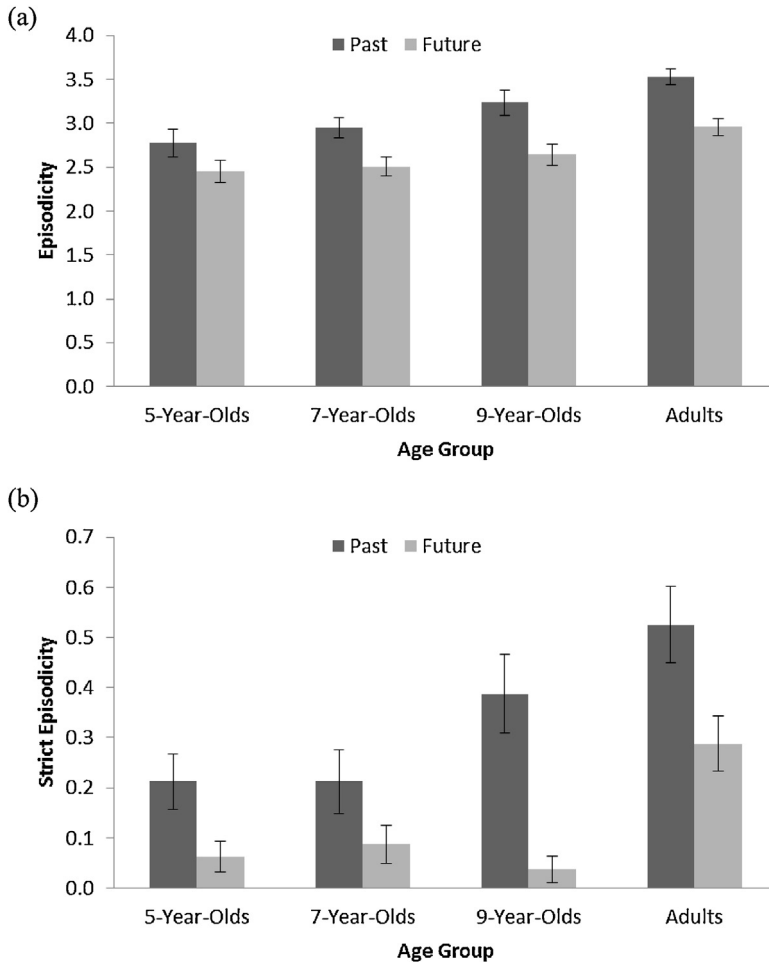 (a)
4.0
Past Future
3.5
3.0
2.5
2.0
1.5
1.0
0.5
0.0
Episodicity
5-Year-Olds 7-Year-Olds 9-Year-Olds Adults
Age Group
(b)
0.7
Past Future
0.6
0.5
0.4
0.3
0.2
0.1
0.0
Strict Episodicity
5-Year-Olds 7-Year-Olds 9-Year-Olds Adults
Age Group